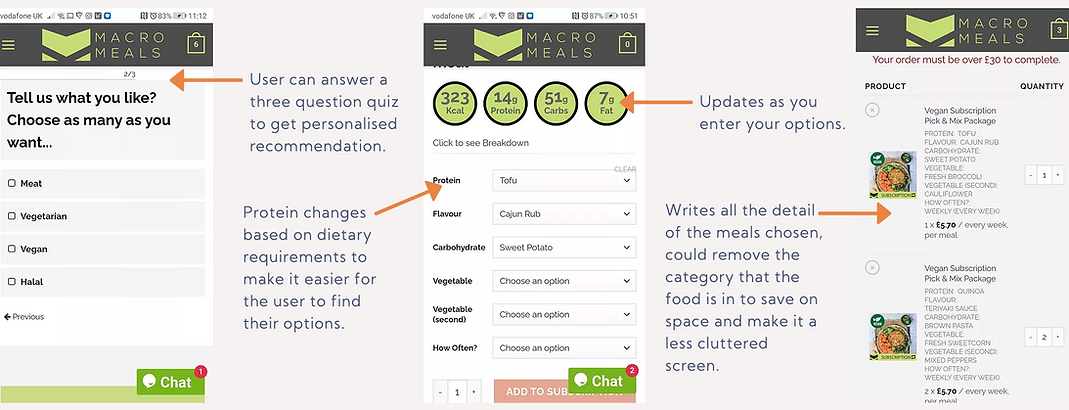 vodafone UK
83%
11:12
MACRO
MEALS
6
2/3
Tell us what you like?
Choose as many as you
want...
Meat
Vegetarian
Vegan
Halal
Previous
1
Chat
User can answer a
three question quiz
to get personalised
recommendation.
Protein changes
based on dietary
requirements to
make it easier for
the user to find
their options.
vodafone UK
87%
10:51
MACRO
MEALS
0
323
Kcal
14g
Protein
51g
Carbs
7g
Fat
Click to see Breakdown
CLEAR
Protein
Tofu
Flavour
Cajun Rub
Carbohydrate
Sweet Potato
Vegetable
Choose an option
Vegetable
(second)
Choose an option
How Often?
Choose an option
- 1 +
ADD TO SUBSCRIPTION
2
Chat
Updates as you
enter your options.
Writes all the detail
of the meals chosen,
could remove the
category that the
food is in to save on
space and make it a
less cluttered
screen.
MACRO
MEALS
3
Your order must be over £30 to complete.
PRODUCT
QUANTITY
Vegan Subscription
Pick & Mix Package
PROTEIN: TOFU
FLAVOUR: CAJUN RUB
CARBOHYDRATE:
SWEET POTATO
VEGETABLE:
FRESH BROCCOLI
VEGETABLE (SECOND):
CAULIFLOWER
HOW OFTEN?:
WEEKLY (EVERY WEEK)
1 x £5.70 / every week,
per meal
SUBSCRIPTION
- 1 +
Vegan Subscription
Pick & Mix Package
PROTEIN: QUINOA
FLAVOUR:
TERIYAKI SAUCE
CARBOHYDRATE:
BROWN PASTA
VEGETABLE:
FRESH SWEETCORN
VEGETABLE (SECOND):
MIXED PEPPERS
HOW OFTEN?:
WEEKLY (EVERY WEEK)
2 x £5.70 / every week,
per meal
SUBSCRIPTION
- 2 +